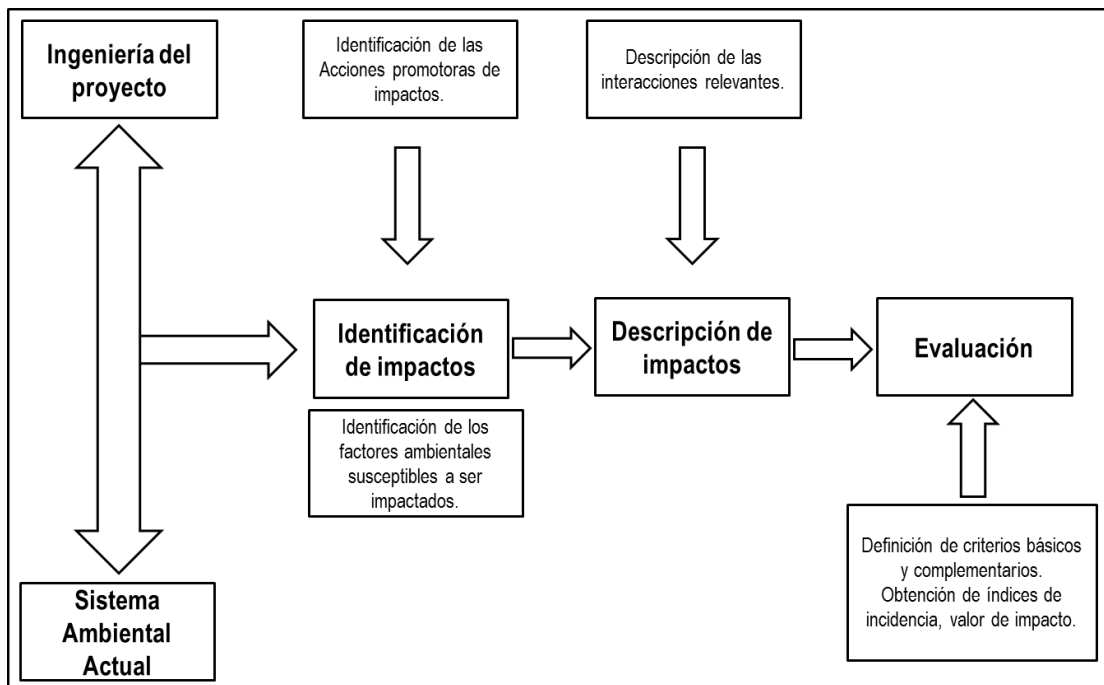 Ingeniería del
proyecto
Identificación de las
Acciones promotoras de
impactos.
Descripción de las
interacciones relevantes.
Identificación
de impactos
Descripción de
impactos
Evaluación
Identificación de los
factores ambientales
susceptibles a ser
impactados.
Definición de criterios básicos
y complementarios.
Obtención de índices de
incidencia, valor de impacto.
Sistema
Ambiental
Actual